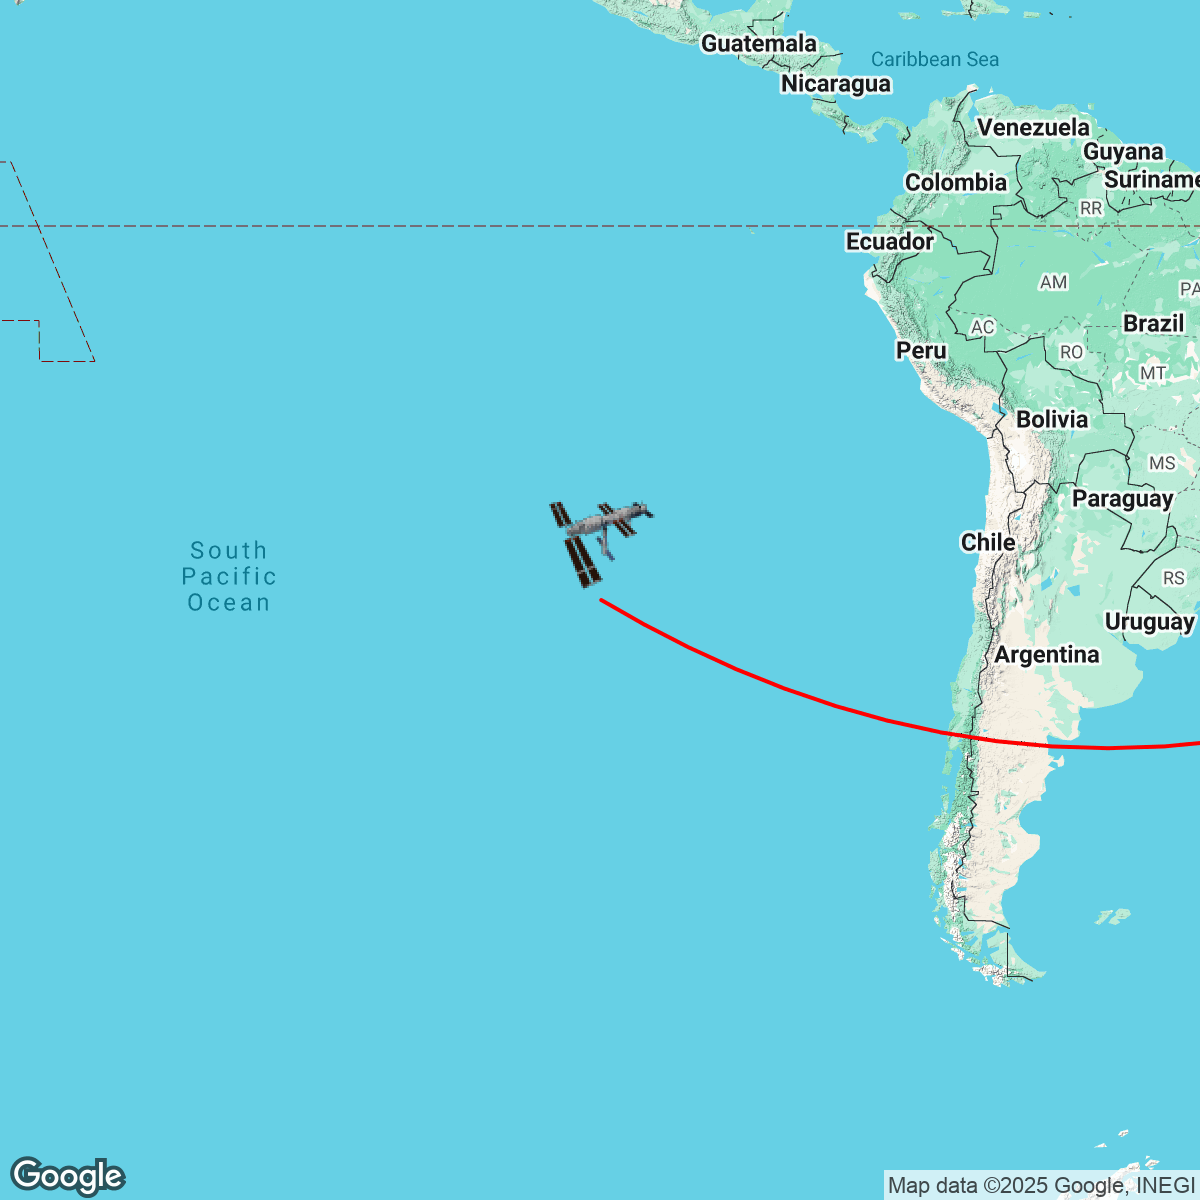 Guatemala
Caribbean Sea
Nicaragua
Venezuela
Guyana
Suriname
Colombia
RR
Ecuador
AM
PA
Brazil
AC
Peru
RO
MT
Bolivia
MS
Paraguay
Chile
South
Pacific
Ocean
RS
Uruguay
Argentina
Google
Map data ©2025 Google, INEGI